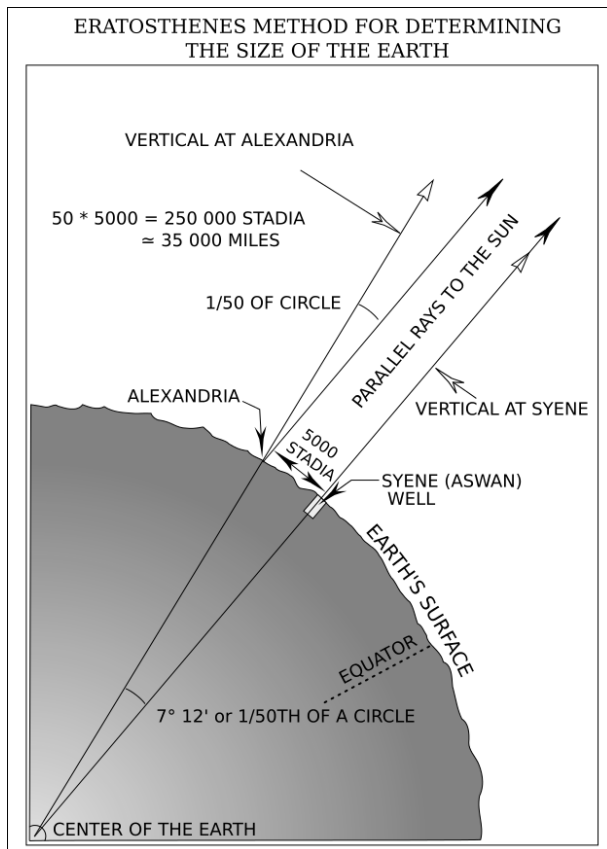 ERATOSTHENES METHOD FOR DETERMINING
THE SIZE OF THE EARTH
VERTICAL AT ALEXANDRIA
50 * 5000 = 250 000 STADIA
≃ 35 000 MILES
1/50 OF CIRCLE
PARALLEL RAYS TO THE SUN
ALEXANDRIA
VERTICAL AT SYENE
5000
STADIA
SYENE (ASWAN)
WELL
EARTH'S SURFACE
EQUATOR
7° 12' or 1/50TH OF A CIRCLE
CENTER OF THE EARTH